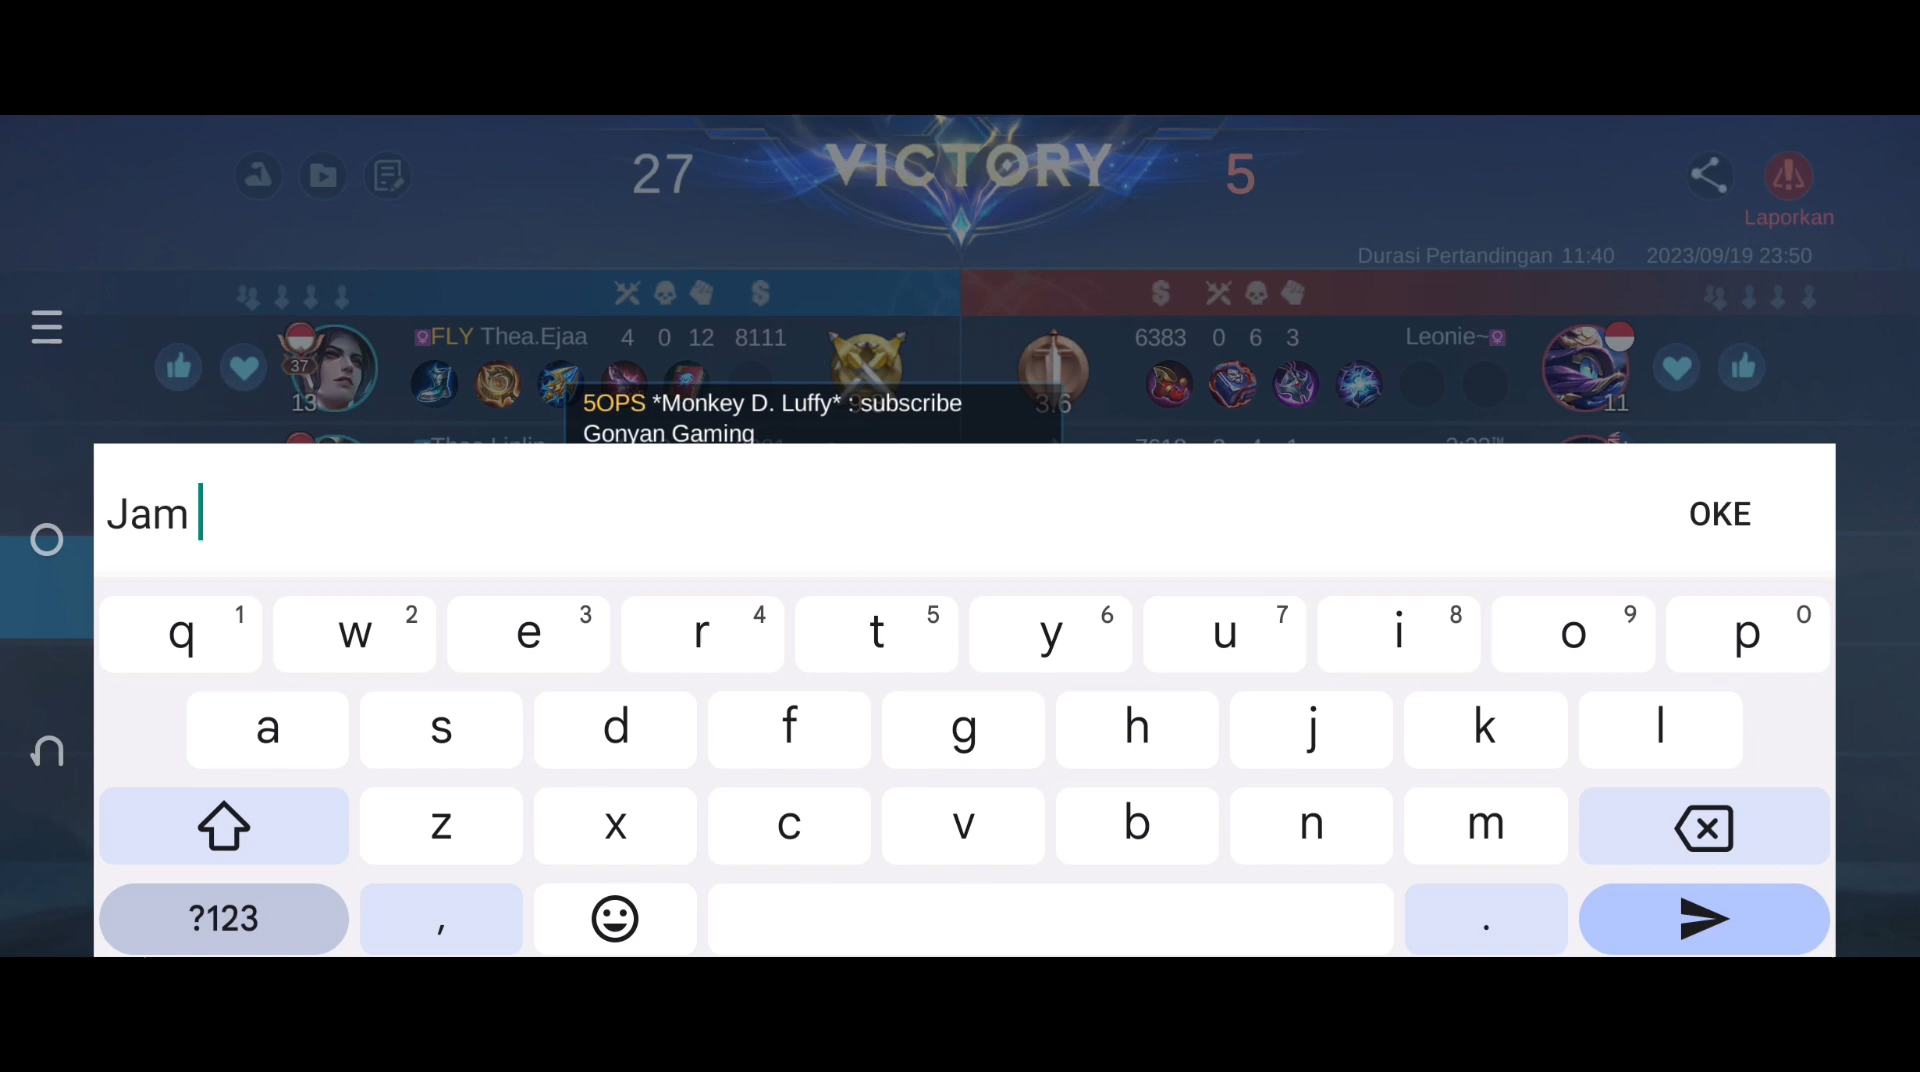 27 VICTORY 5
Laporkan
Durasi Pertandingan 11:40 2023/09/19 23:50
FLY Thea.Ejaa 4 0 12 8111 6383 0 6 3 Leonie~
37
13 3.6 11
5OPS *Monkey D. Luffy* : subscribe
Gonyan Gaming
Jam OKE
q 1 w 2 e 3 r 4 t 5 y 6 u 7 i 8 o 9 p 0
a s d f g h j k l
z x c v b n m
?123 , .